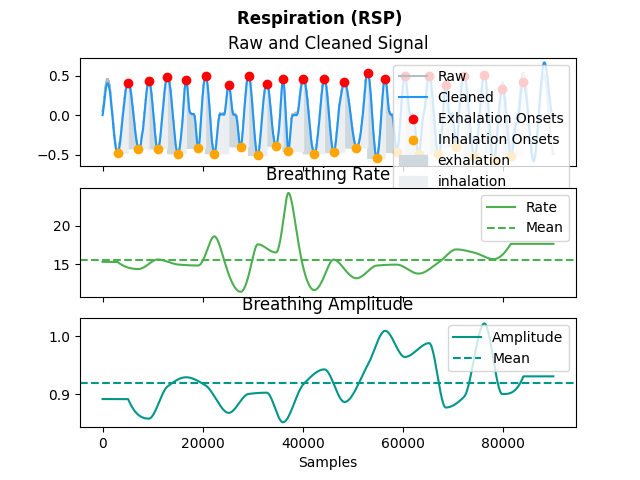 Respiration (RSP)
Raw and Cleaned Signal
0.5
0.0
−0.5
Raw
Cleaned
Exhalation Onsets
Inhalation Onsets
exhalation
inhalation
Breathing Rate
20
15
Rate
Mean
Breathing Amplitude
1.0
0.9
Amplitude
Mean
0 20000 40000 60000 80000
Samples